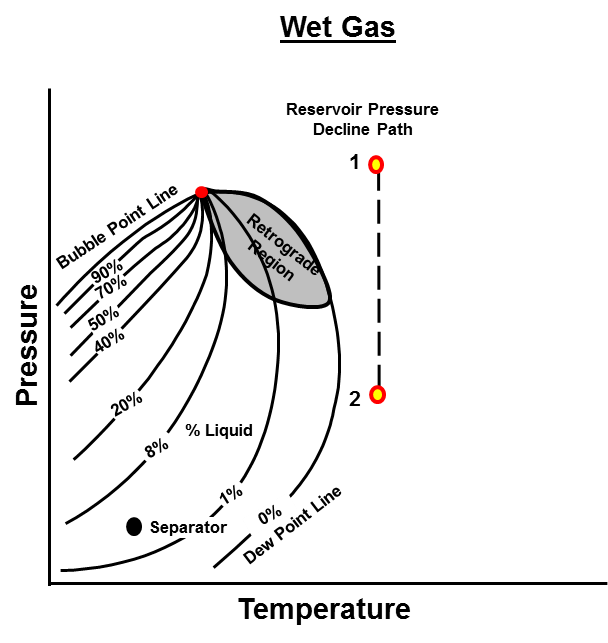 Wet Gas
Reservoir Pressure
Decline Path
1
Bubble Point Line
Retrograde
Region
90%
70%
50%
40%
Pressure
2
20%
% Liquid
8%
1%
0%
Separator
Dew Point Line
Temperature